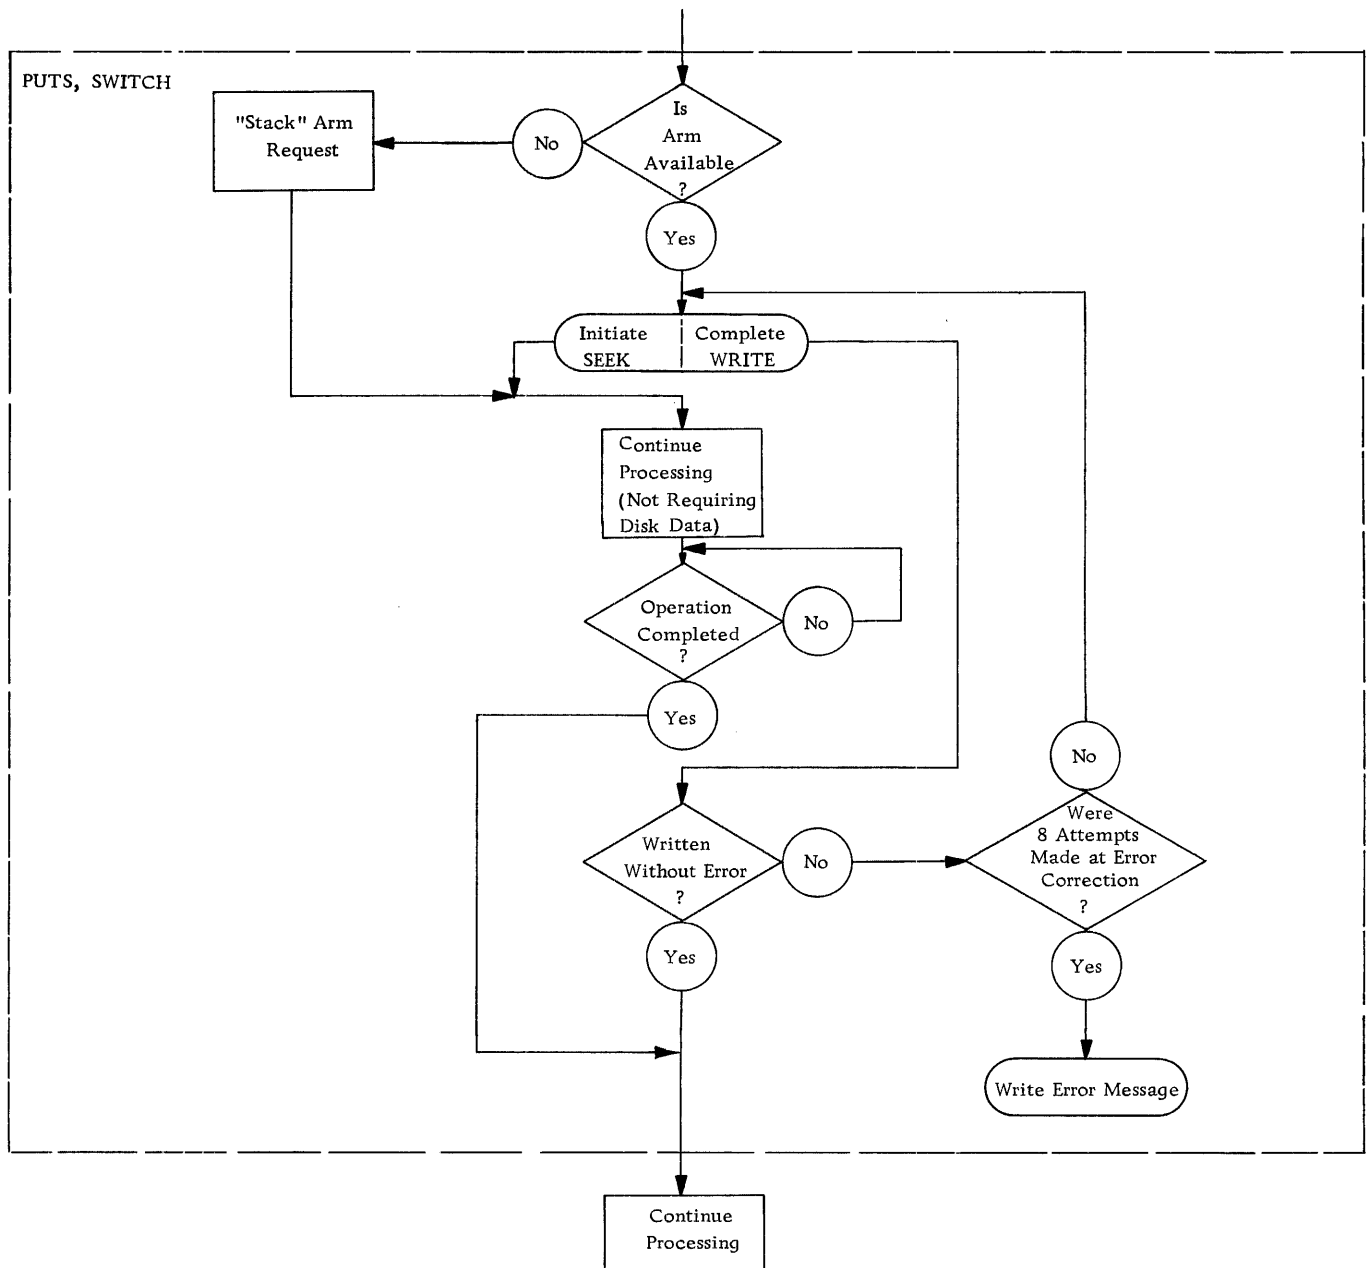 PUTS, SWITCH
Is
Arm
Available
?
No
"Stack" Arm
Request
Yes
Initiate
SEEK
Complete
WRITE
Continue
Processing
(Not Requiring
Disk Data)
Operation
Completed
?
No
Yes
Written
Without Error
?
No
Yes
No
Were
8 Attempts
Made at Error
Correction
?
Yes
Write Error Message
Continue
Processing